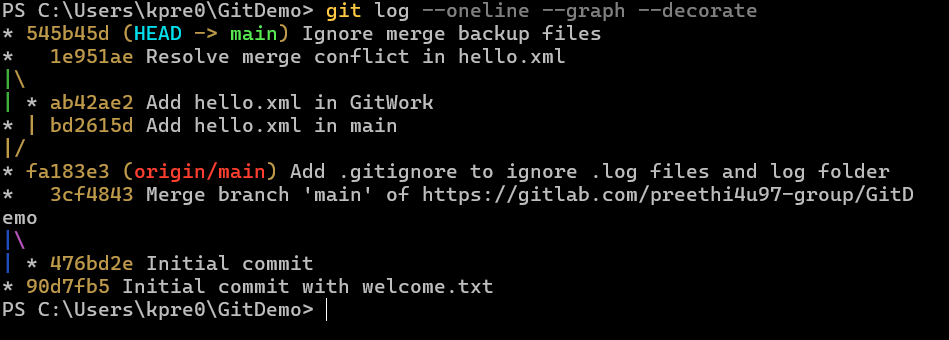 PS C:\Users\kpre0\GitDemo> git log --oneline --graph --decorate
* 545b45d (HEAD -> main) Ignore merge backup files
*   1e951ae Resolve merge conflict in hello.xml
|\
| * ab42ae2 Add hello.xml in GitWork
* | bd2615d Add hello.xml in main
|/
* fa183e3 (origin/main) Add .gitignore to ignore .log files and log folder
*   3cf4843 Merge branch 'main' of https://gitlab.com/preethi4u97-group/GitD
emo
|\
| * 476bd2e Initial commit
* 90d7fb5 Initial commit with welcome.txt
PS C:\Users\kpre0\GitDemo>